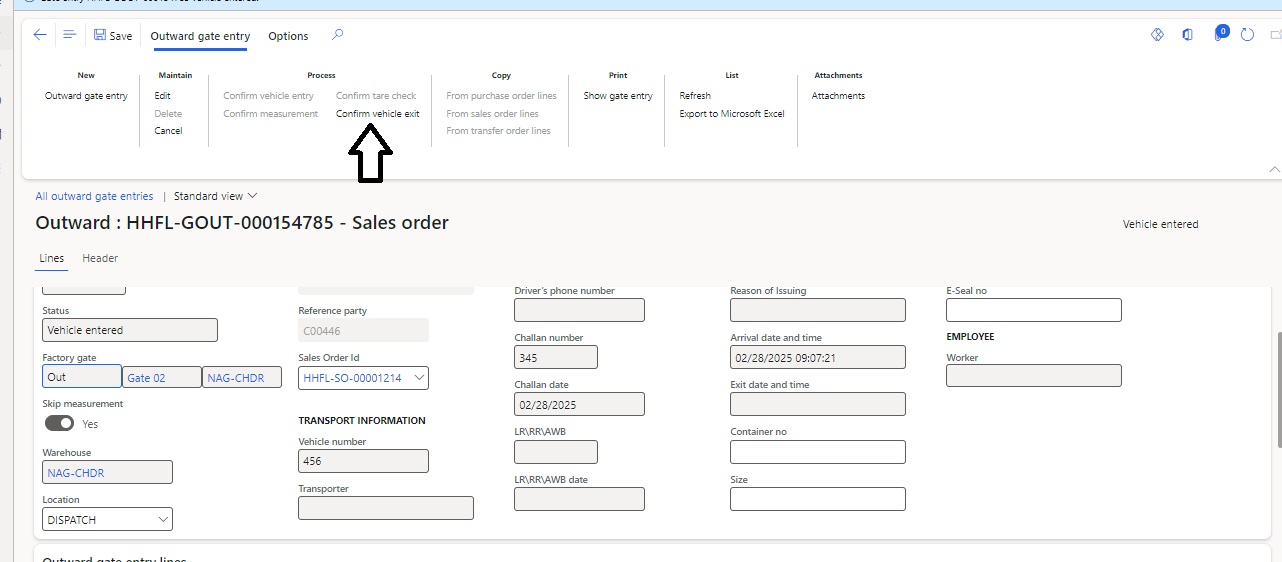 Save
Outward gate entry
Options
0
New
Outward gate entry
Maintain
Edit
Delete
Cancel
Process
Confirm vehicle entry
Confirm measurement
Confirm tare check
Confirm vehicle exit
Copy
From purchase order lines
From sales order lines
From transfer order lines
Print
Show gate entry
List
Refresh
Export to Microsoft Excel
Attachments
Attachments
All outward gate entries | Standard view
Outward : HHFL-GOUT-000154785 - Sales order
Vehicle entered
Lines
Header
Status
Vehicle entered
Factory gate
Out
Gate 02
NAG-CHDR
Skip measurement
Yes
Warehouse
NAG-CHDR
Location
DISPATCH
Reference party
C00446
Sales Order Id
HHFL-SO-00001214
TRANSPORT INFORMATION
Vehicle number
456
Transporter
Driver's phone number
Challan number
345
Challan date
02/28/2025
LR\RR\AWB
LR\RR\AWB date
Reason of Issuing
Arrival date and time
02/28/2025 09:07:21
Exit date and time
Container no
Size
E-Seal no
EMPLOYEE
Worker
Outward gate entry lines